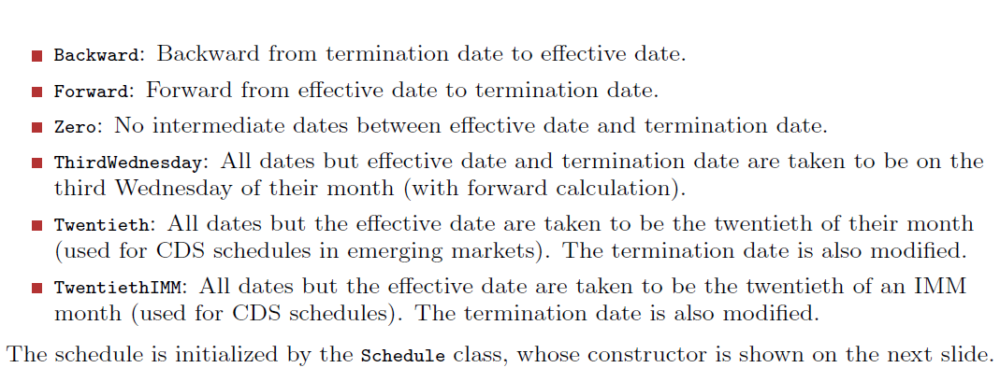 Backward: Backward from termination date to effective date.
Forward: Forward from effective date to termination date.
Zero: No intermediate dates between effective date and termination date.
ThirdWednesday: All dates but effective date and termination date are taken to be on the
third Wednesday of their month (with forward calculation).
Twentieth: All dates but the effective date are taken to be the twentieth of their month
(used for CDS schedules in emerging markets). The termination date is also modified.
TwentiethIMM: All dates but the effective date are taken to be the twentieth of an IMM
month (used for CDS schedules). The termination date is also modified.
The schedule is initialized by the Schedule class, whose constructor is shown on the next slide.